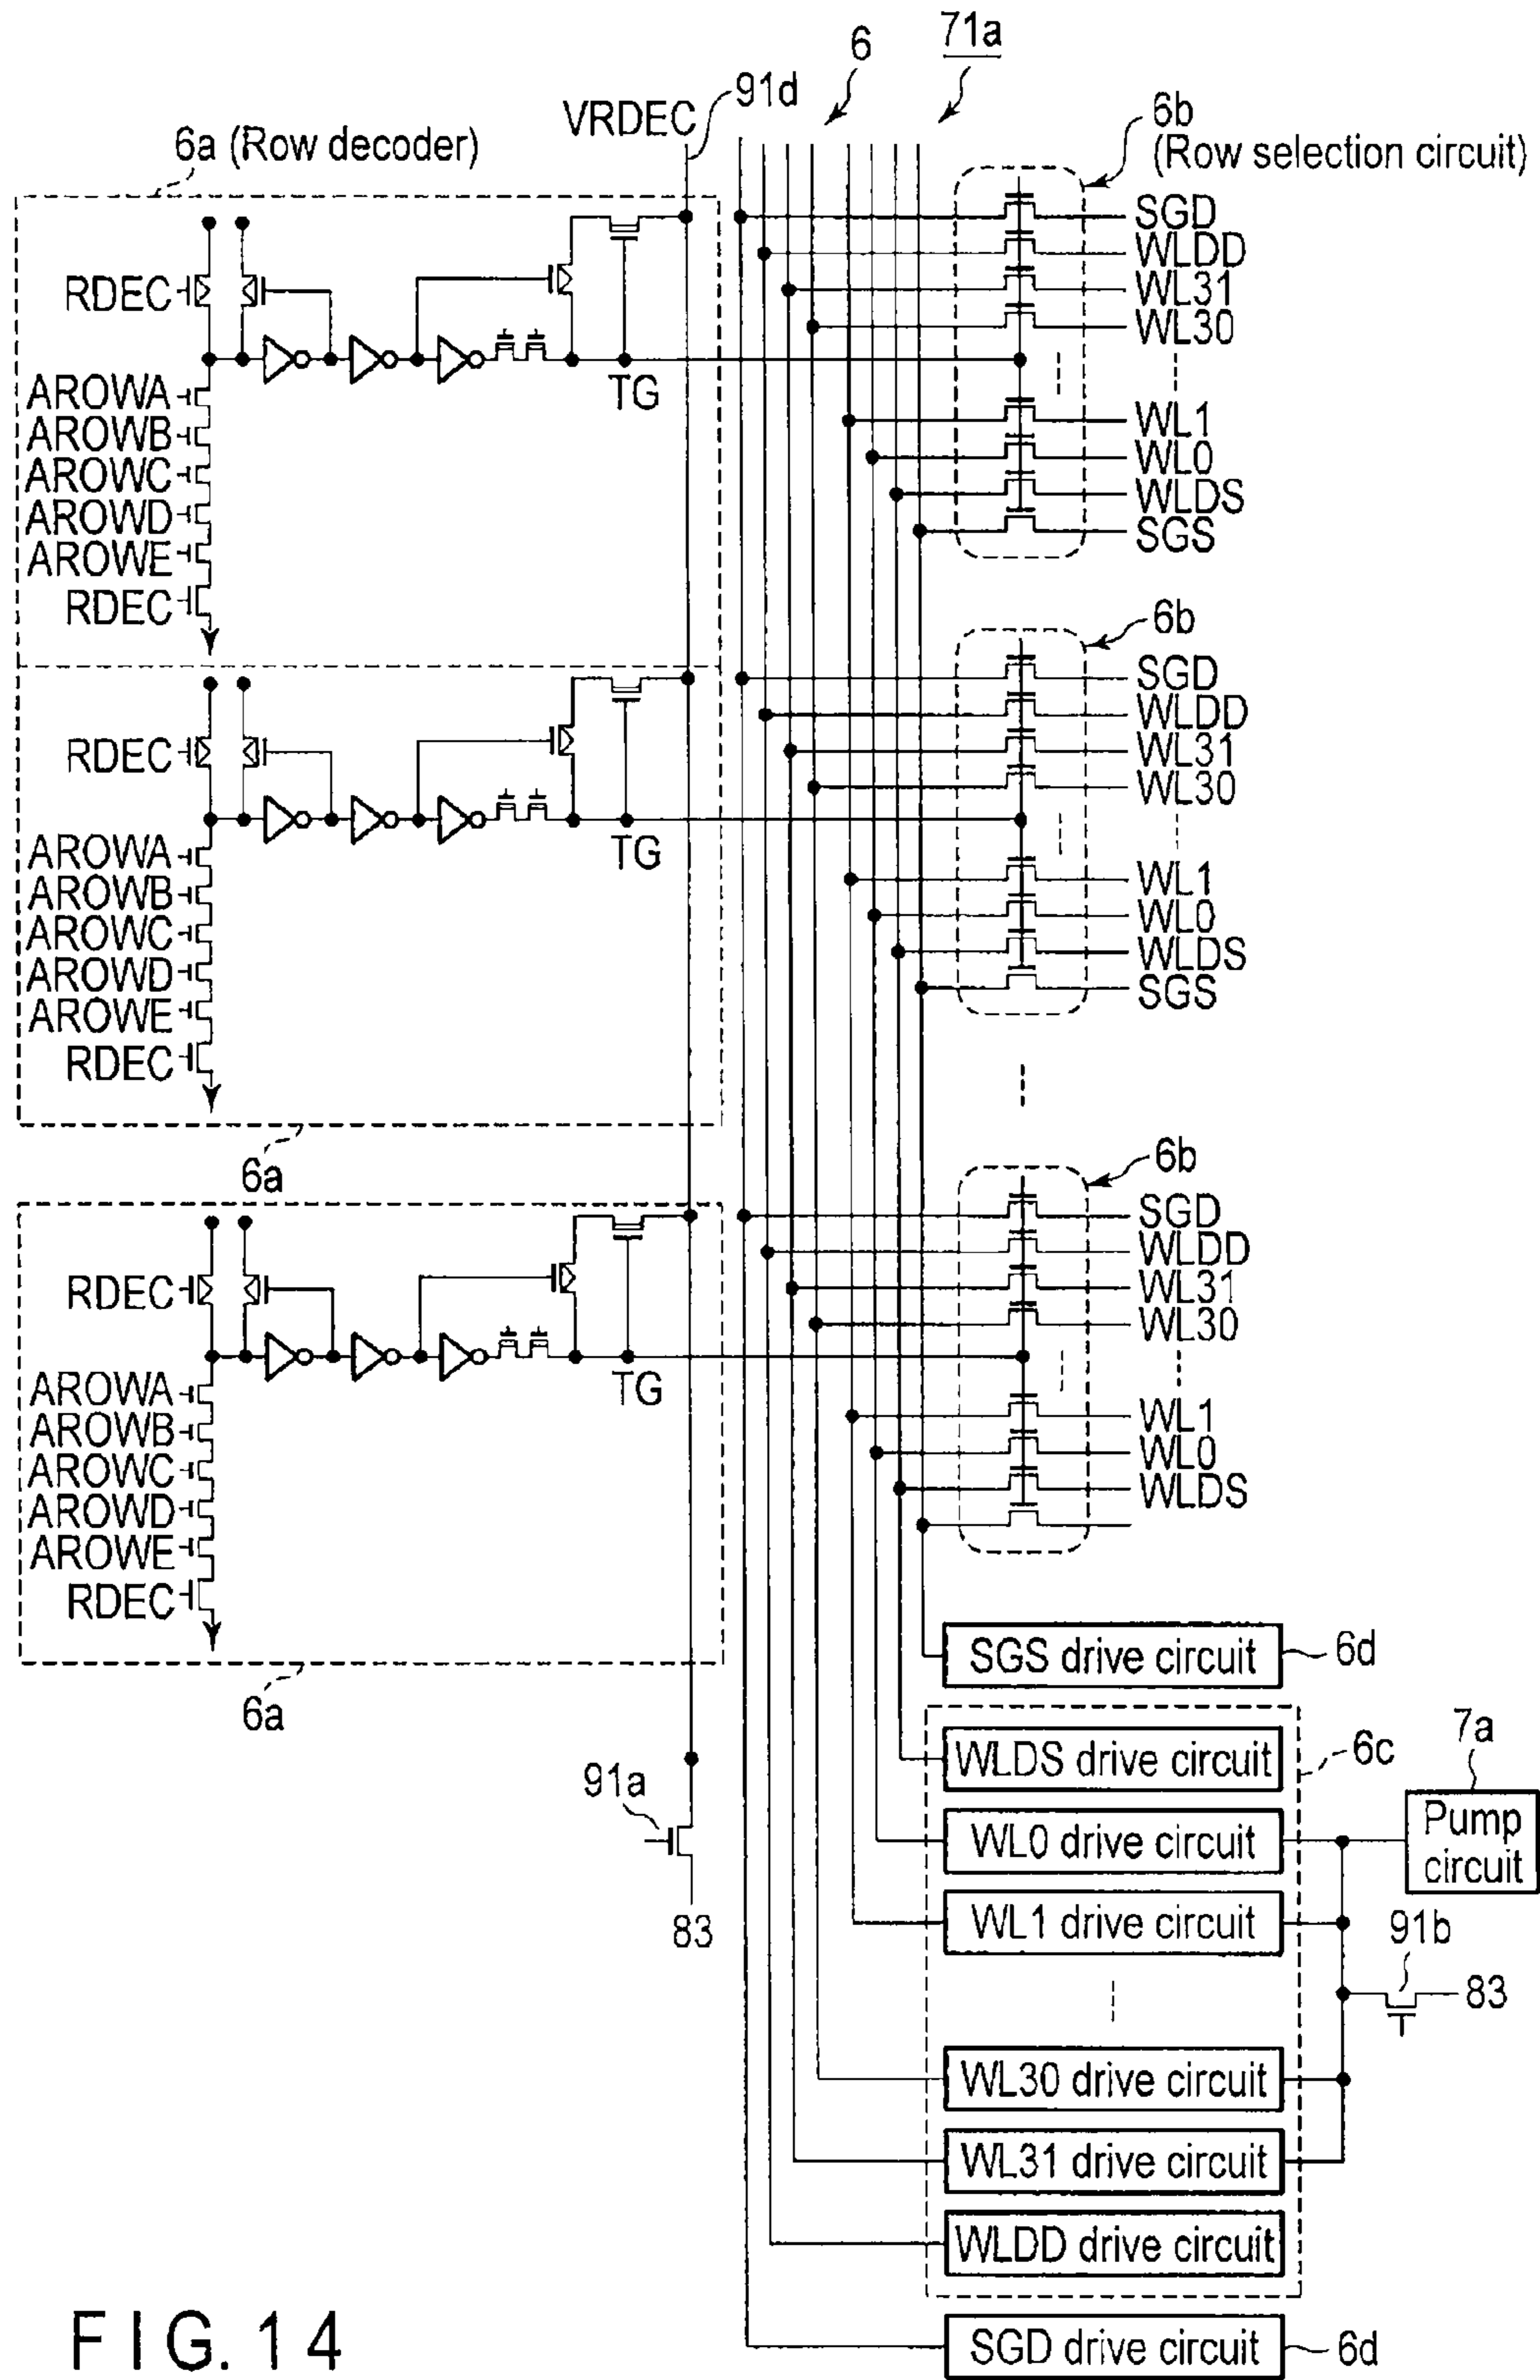 6
71a
91d
VRDEC
6a (Row decoder)
6b
(Row selection circuit)
RDEC
AROWA
AROWB
AROWC
AROWD
AROWE
RDEC
TG
SGD
WLDD
WL31
WL30
WL1
WL0
WLDS
SGS
6b
RDEC
AROWA
AROWB
AROWC
AROWD
AROWE
RDEC
TG
SGD
WLDD
WL31
WL30
WL1
WL0
WLDS
SGS
6a
6b
RDEC
AROWA
AROWB
AROWC
AROWD
AROWE
RDEC
TG
SGD
WLDD
WL31
WL30
WL1
WL0
WLDS
6a
SGS drive circuit
6d
WLDS drive circuit
6c
7a
91a
WL0 drive circuit
Pump
circuit
83
WL1 drive circuit
91b
83
WL30 drive circuit
WL31 drive circuit
WLDD drive circuit
SGD drive circuit
6d
FIG. 14